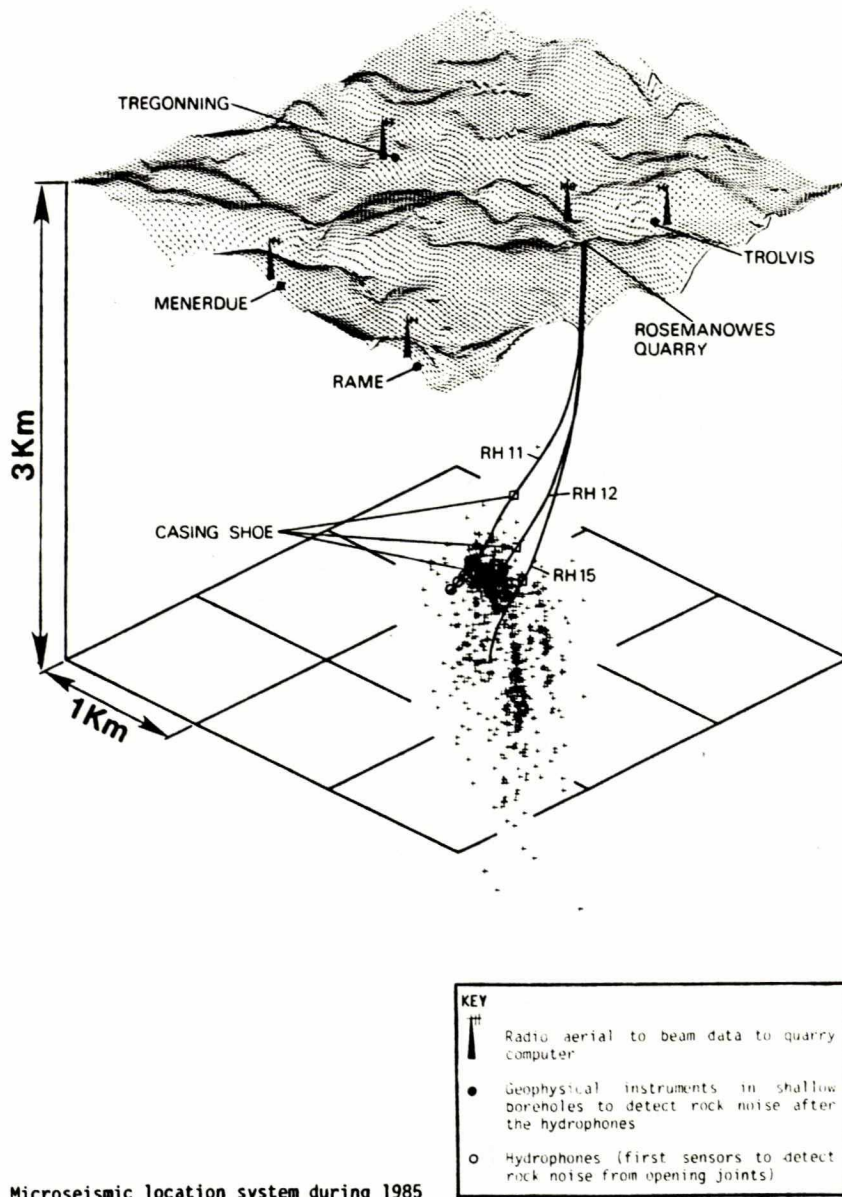 TREGONNING
TROLVIS
MENERDUE
ROSEMANOWES
QUARRY
RAME
3Km
RH 11
RH 12
CASING SHOE
RH 15
1Km
KEY
Radio aerial to beam data to quarry
computer
Geophysical instruments in shallow
boreholes to detect rock noise after
the hydrophones
Hydrophones (first sensors to detect
rock noise from opening joints)
Microseismic location system during 1985